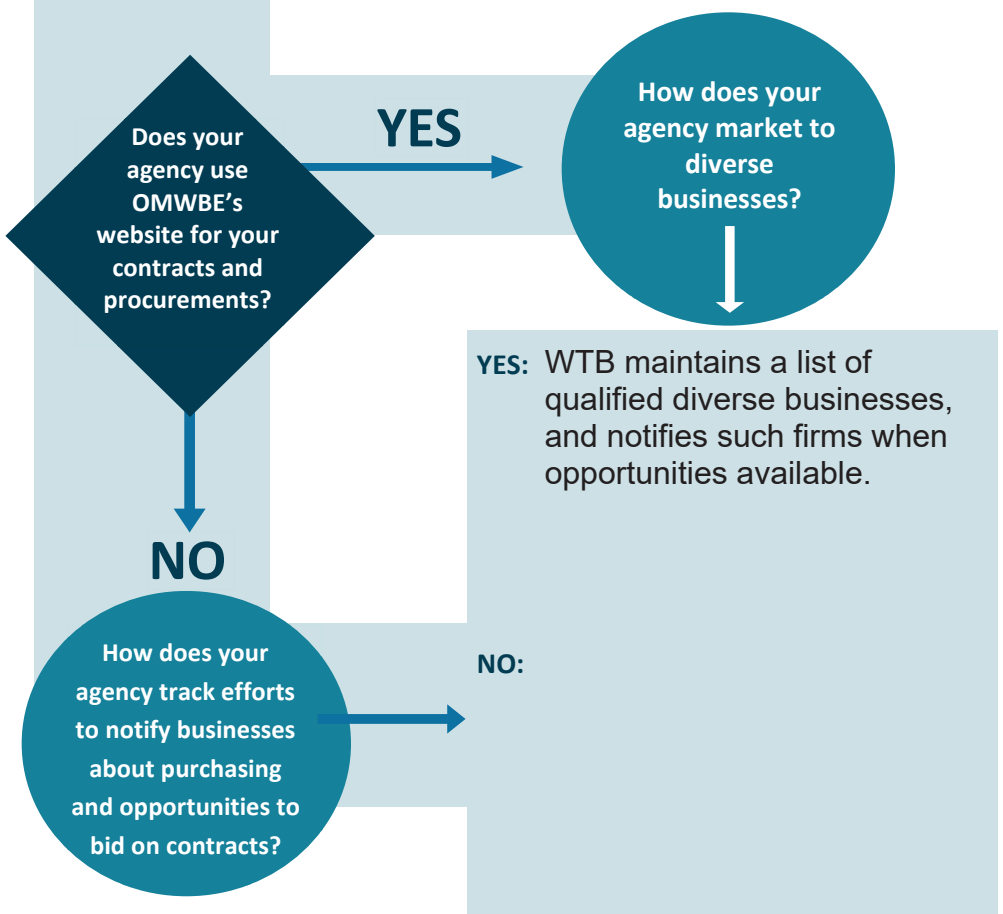 Does your
agency use
OMWBE’s
website for your
contracts and
procurements?
YES
How does your
agency market to
diverse
businesses?
YES: WTB maintains a list of
qualified diverse businesses,
and notifies such firms when
opportunities available.
NO
How does your
agency track efforts
to notify businesses
about purchasing
and opportunities to
bid on contracts?
NO: